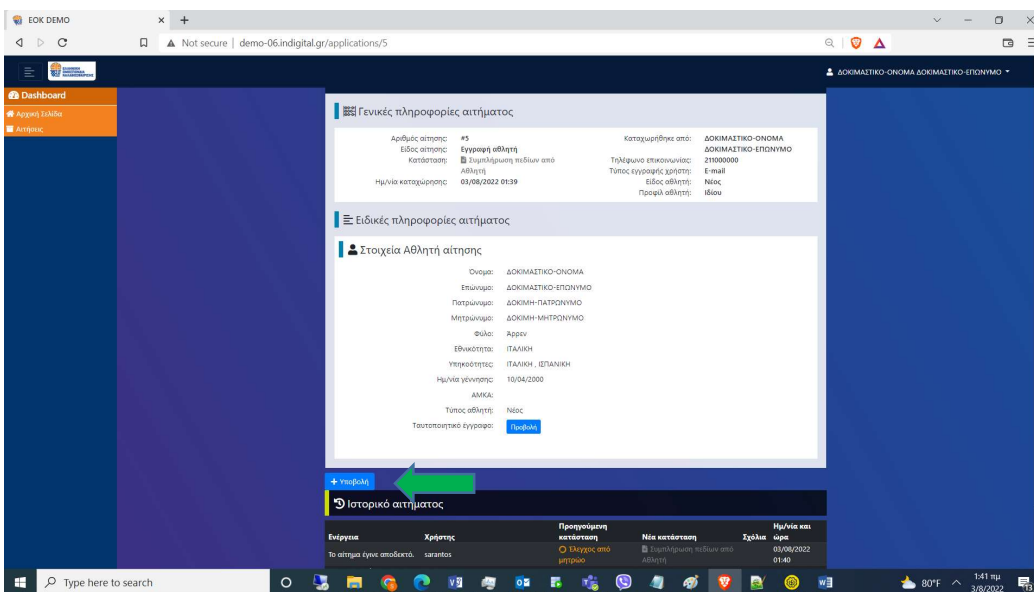 EOK DEMO
Not secure | demo-06.indigital.gr/applications/5
ΕΛΛΗΝΙΚΗ
ΟΜΟΣΠΟΝΔΙΑ
ΚΑΛΑΘΟΣΦΑΙΡΙΣΗΣ
ΔΟΚΙΜΑΣΤΙΚΟ-ΟΝΟΜΑ ΔΟΚΙΜΑΣΤΙΚΟ-ΕΠΩΝΥΜΟ
Dashboard
Αρχική Σελίδα
Αιτήσεις
Γενικές πληροφορίες αιτήματος
Αριθμός αίτησης: #5
Είδος αίτησης: Εγγραφή αθλητή
Κατάσταση: Συμπλήρωση πεδίων από
Αθλητή
Ημ/νία καταχώρησης: 03/08/2022 01:39
Καταχωρήθηκε από: ΔΟΚΙΜΑΣΤΙΚΟ-ΟΝΟΜΑ
ΔΟΚΙΜΑΣΤΙΚΟ-ΕΠΩΝΥΜΟ
Τηλέφωνο επικοινωνίας: 211000000
Τύπος εγγραφής χρήστη: E-mail
Είδος αθλητή: Νέος
Προφίλ αθλητή: Ιδίου
Ειδικές πληροφορίες αιτήματος
Στοιχεία Αθλητή αίτησης
Όνομα: ΔΟΚΙΜΑΣΤΙΚΟ-ΟΝΟΜΑ
Επώνυμο: ΔΟΚΙΜΑΣΤΙΚΟ-ΕΠΩΝΥΜΟ
Πατρώνυμο: ΔΟΚΙΜΗ-ΠΑΤΡΩΝΥΜΟ
Μητρώνυμο: ΔΟΚΙΜΗ-ΜΗΤΡΩΝΥΜΟ
Φύλο: Άρρεν
Εθνικότητα: ΙΤΑΛΙΚΗ
Υπηκοότητες: ΙΤΑΛΙΚΗ , ΙΣΠΑΝΙΚΗ
Ημ/νία γέννησης: 10/04/2000
ΑΜΚΑ:
Τύπος αθλητή: Νέος
Ταυτοποιητικό έγγραφο: Προβολή
+ Υποβολή
Ιστορικό αιτήματος
Ενέργεια Χρήστης Προηγούμενη κατάσταση Νέα κατάσταση Σχόλια Ημ/νία και ώρα
Το αίτημα έγινε αποδεκτό. sarantos Έλεγχος από μητρώο Συμπλήρωση πεδίων από Αθλητή 03/08/2022 01:40
Type here to search
80°F
1:41 πμ
3/8/2022
13